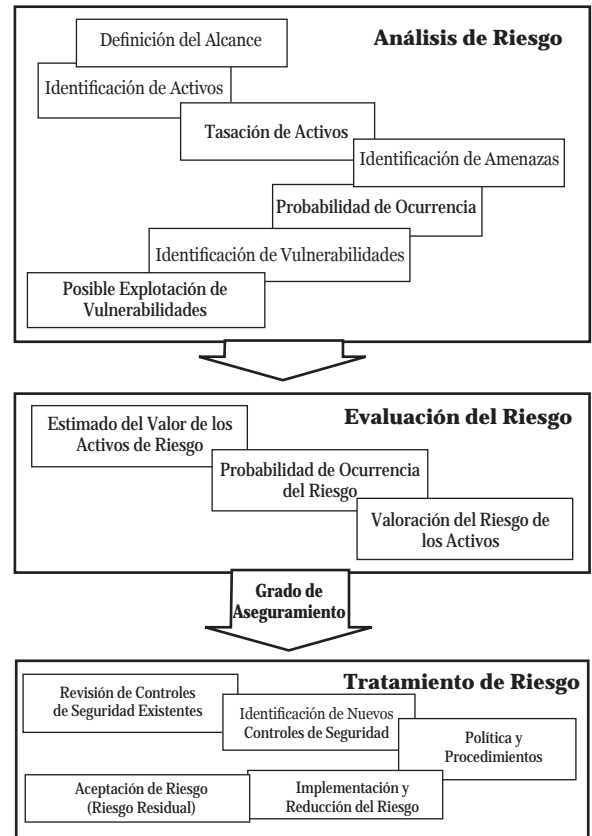 Análisis de Riesgo
Definición del Alcance
Identificación de Activos
Tasación de Activos
Identificación de Amenazas
Probabilidad de Ocurrencia
Identificación de Vulnerabilidades
Posible Explotación de
Vulnerabilidades
Evaluación del Riesgo
Estimado del Valor de los
Activos de Riesgo
Probabilidad de Ocurrencia
del Riesgo
Valoración del Riesgo de
los Activos
Grado de
Aseguramiento
Tratamiento de Riesgo
Revisión de Controles
de Seguridad Existentes
Identificación de Nuevos
Controles de Seguridad
Política y
Procedimientos
Implementación y
Reducción del Riesgo
Aceptación de Riesgo
(Riesgo Residual)